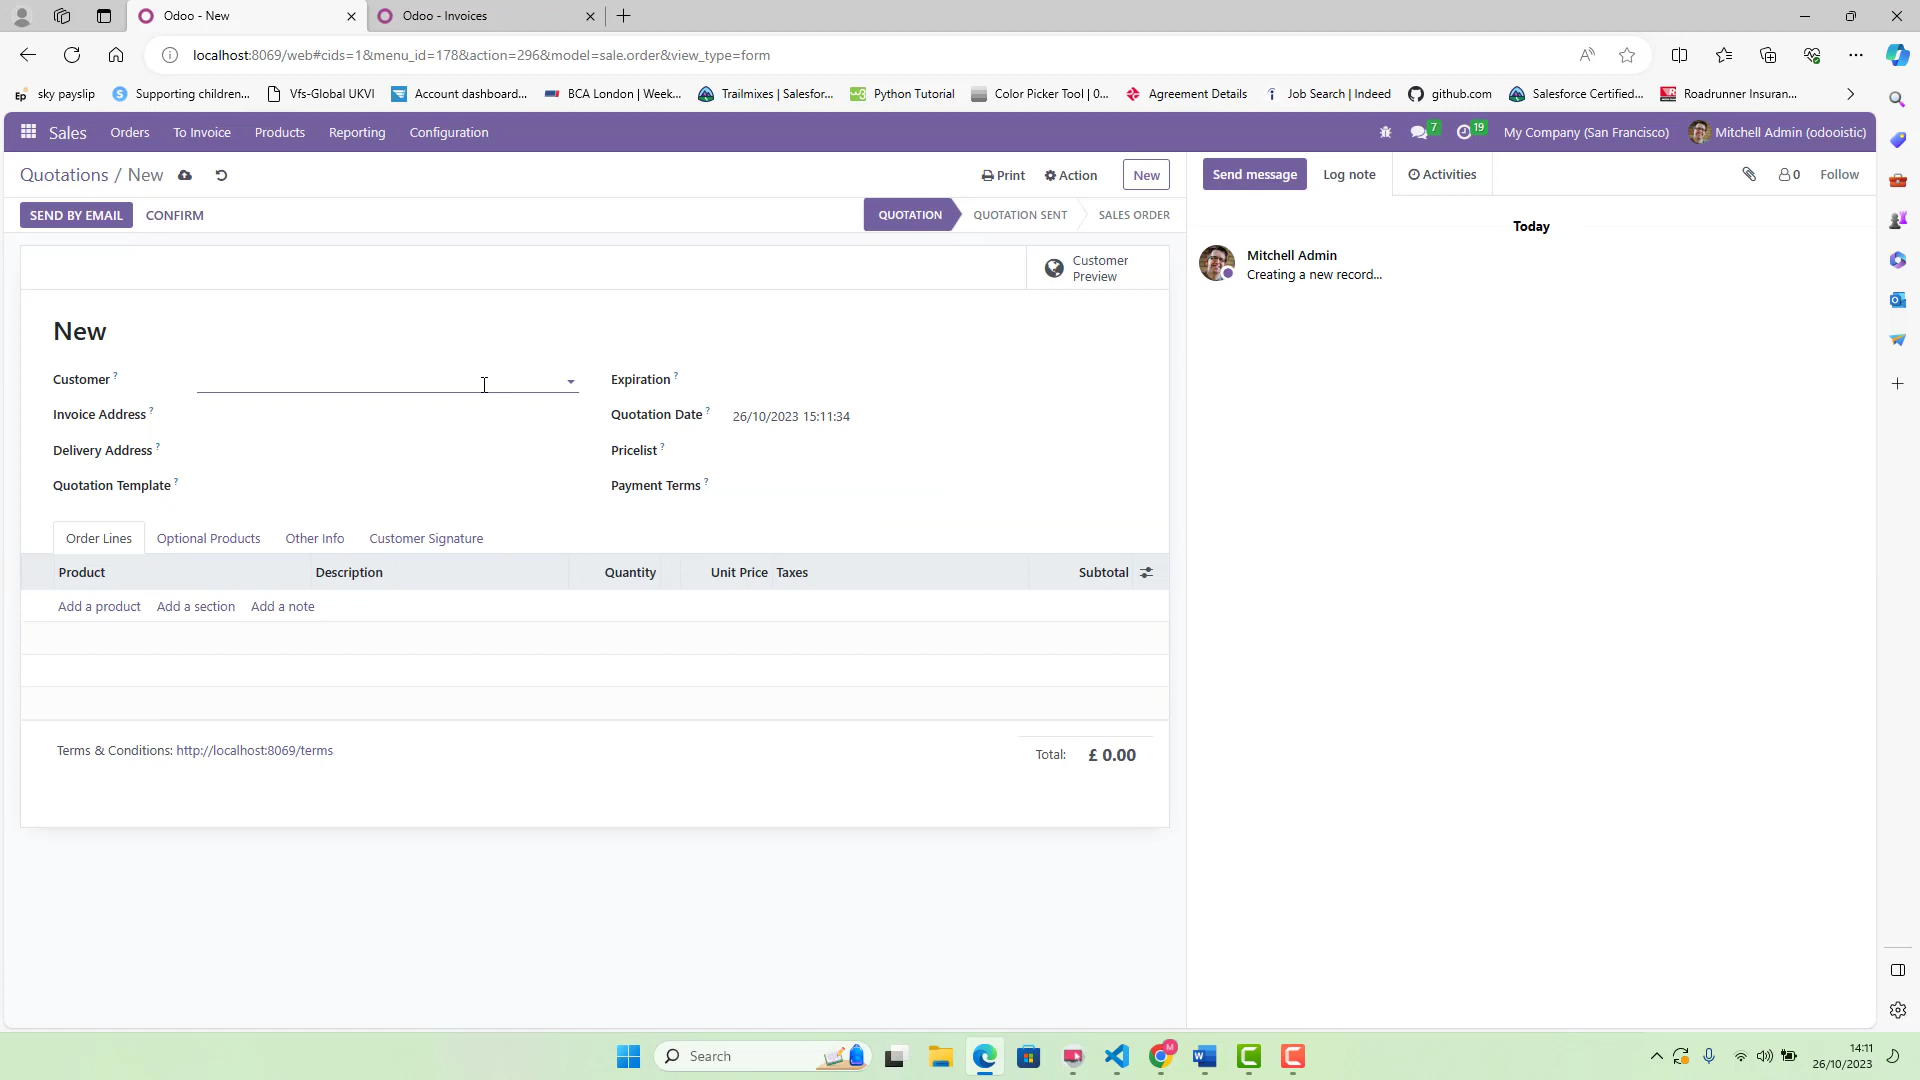 Odoo - New
Odoo - Invoices
localhost:8069/web#cids=1&menu_id=178&action=296&model=sale.order&view_type=form
sky payslip
Supporting children...
Vfs-Global UKVI
Account dashboard...
BCA London | Week...
Trailmixes | Salesfor...
Python Tutorial
Color Picker Tool | 0...
Agreement Details
Job Search | Indeed
github.com
Salesforce Certified...
Roadrunner Insuran...
Sales Orders To Invoice Products Reporting Configuration
7
19
My Company (San Francisco)
Mitchell Admin (odooistic)
Quotations / New
Print
Action
New
Send message
Log note
Activities
0
Follow
SEND BY EMAIL
CONFIRM
QUOTATION
QUOTATION SENT
SALES ORDER
Today
Mitchell Admin
Creating a new record...
Customer
Preview
New
Customer ?
Expiration ?
Invoice Address ?
Quotation Date ? 26/10/2023 15:11:34
Delivery Address ?
Pricelist ?
Quotation Template ?
Payment Terms ?
Order Lines
Optional Products
Other Info
Customer Signature
Product Description Quantity Unit Price Taxes Subtotal
Add a product Add a section Add a note
Terms & Conditions: http://localhost:8069/terms
Total: £ 0.00
Search
14:11
26/10/2023